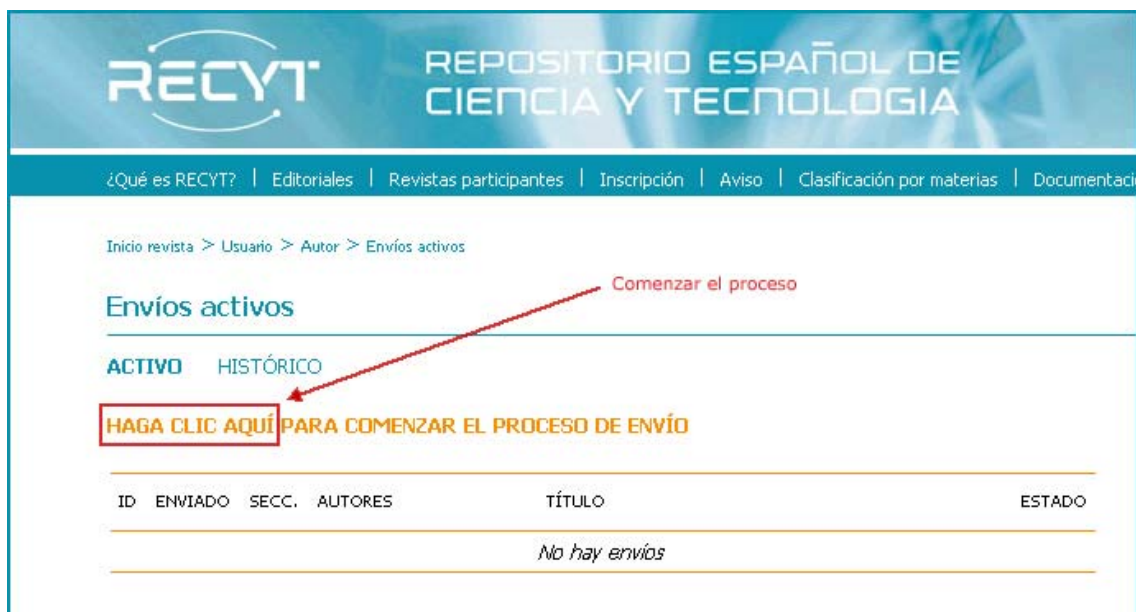 RECYT
REPOSITORIO ESPAÑOL DE
CIENCIA Y TECNOLOGIA
¿Qué es RECYT? | Editoriales | Revistas participantes | Inscripción | Aviso | Clasificación por materias | Documentaci
Inicio revista > Usuario > Autor > Envíos activos
Comenzar el proceso
Envíos activos
ACTIVO HISTÓRICO
HAGA CLIC AQUÍ PARA COMENZAR EL PROCESO DE ENVÍO
ID ENVIADO SECC. AUTORES TÍTULO ESTADO
No hay envíos